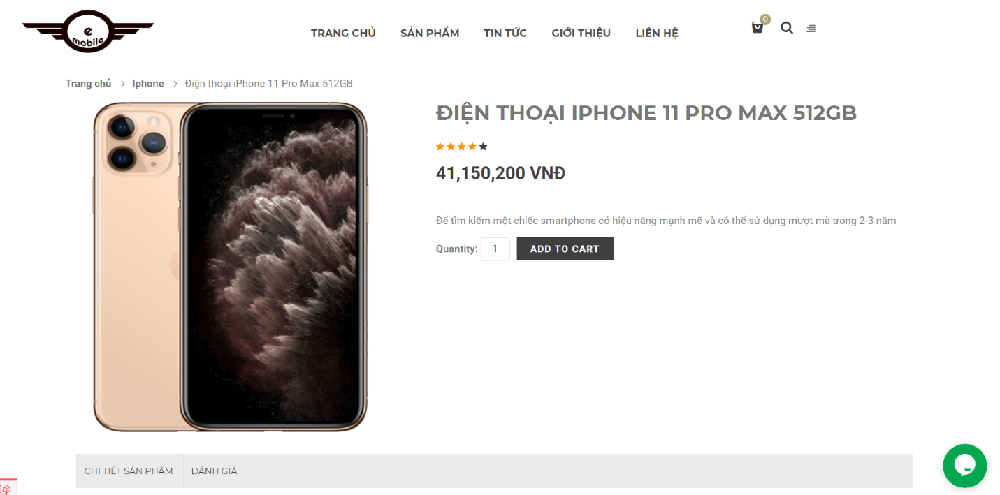 e
mobile
TRANG CHỦ SẢN PHẨM TIN TỨC GIỚI THIỆU LIÊN HỆ
0
Trang chủ > Iphone > Điện thoại iPhone 11 Pro Max 512GB
ĐIỆN THOẠI IPHONE 11 PRO MAX 512GB
41,150,200 VNĐ
Để tìm kiếm một chiếc smartphone có hiệu năng mạnh mẽ và có thể sử dụng mượt mà trong 2-3 năm
Quantity: 1 ADD TO CART
CHI TIẾT SẢN PHẨM ĐÁNH GIÁ